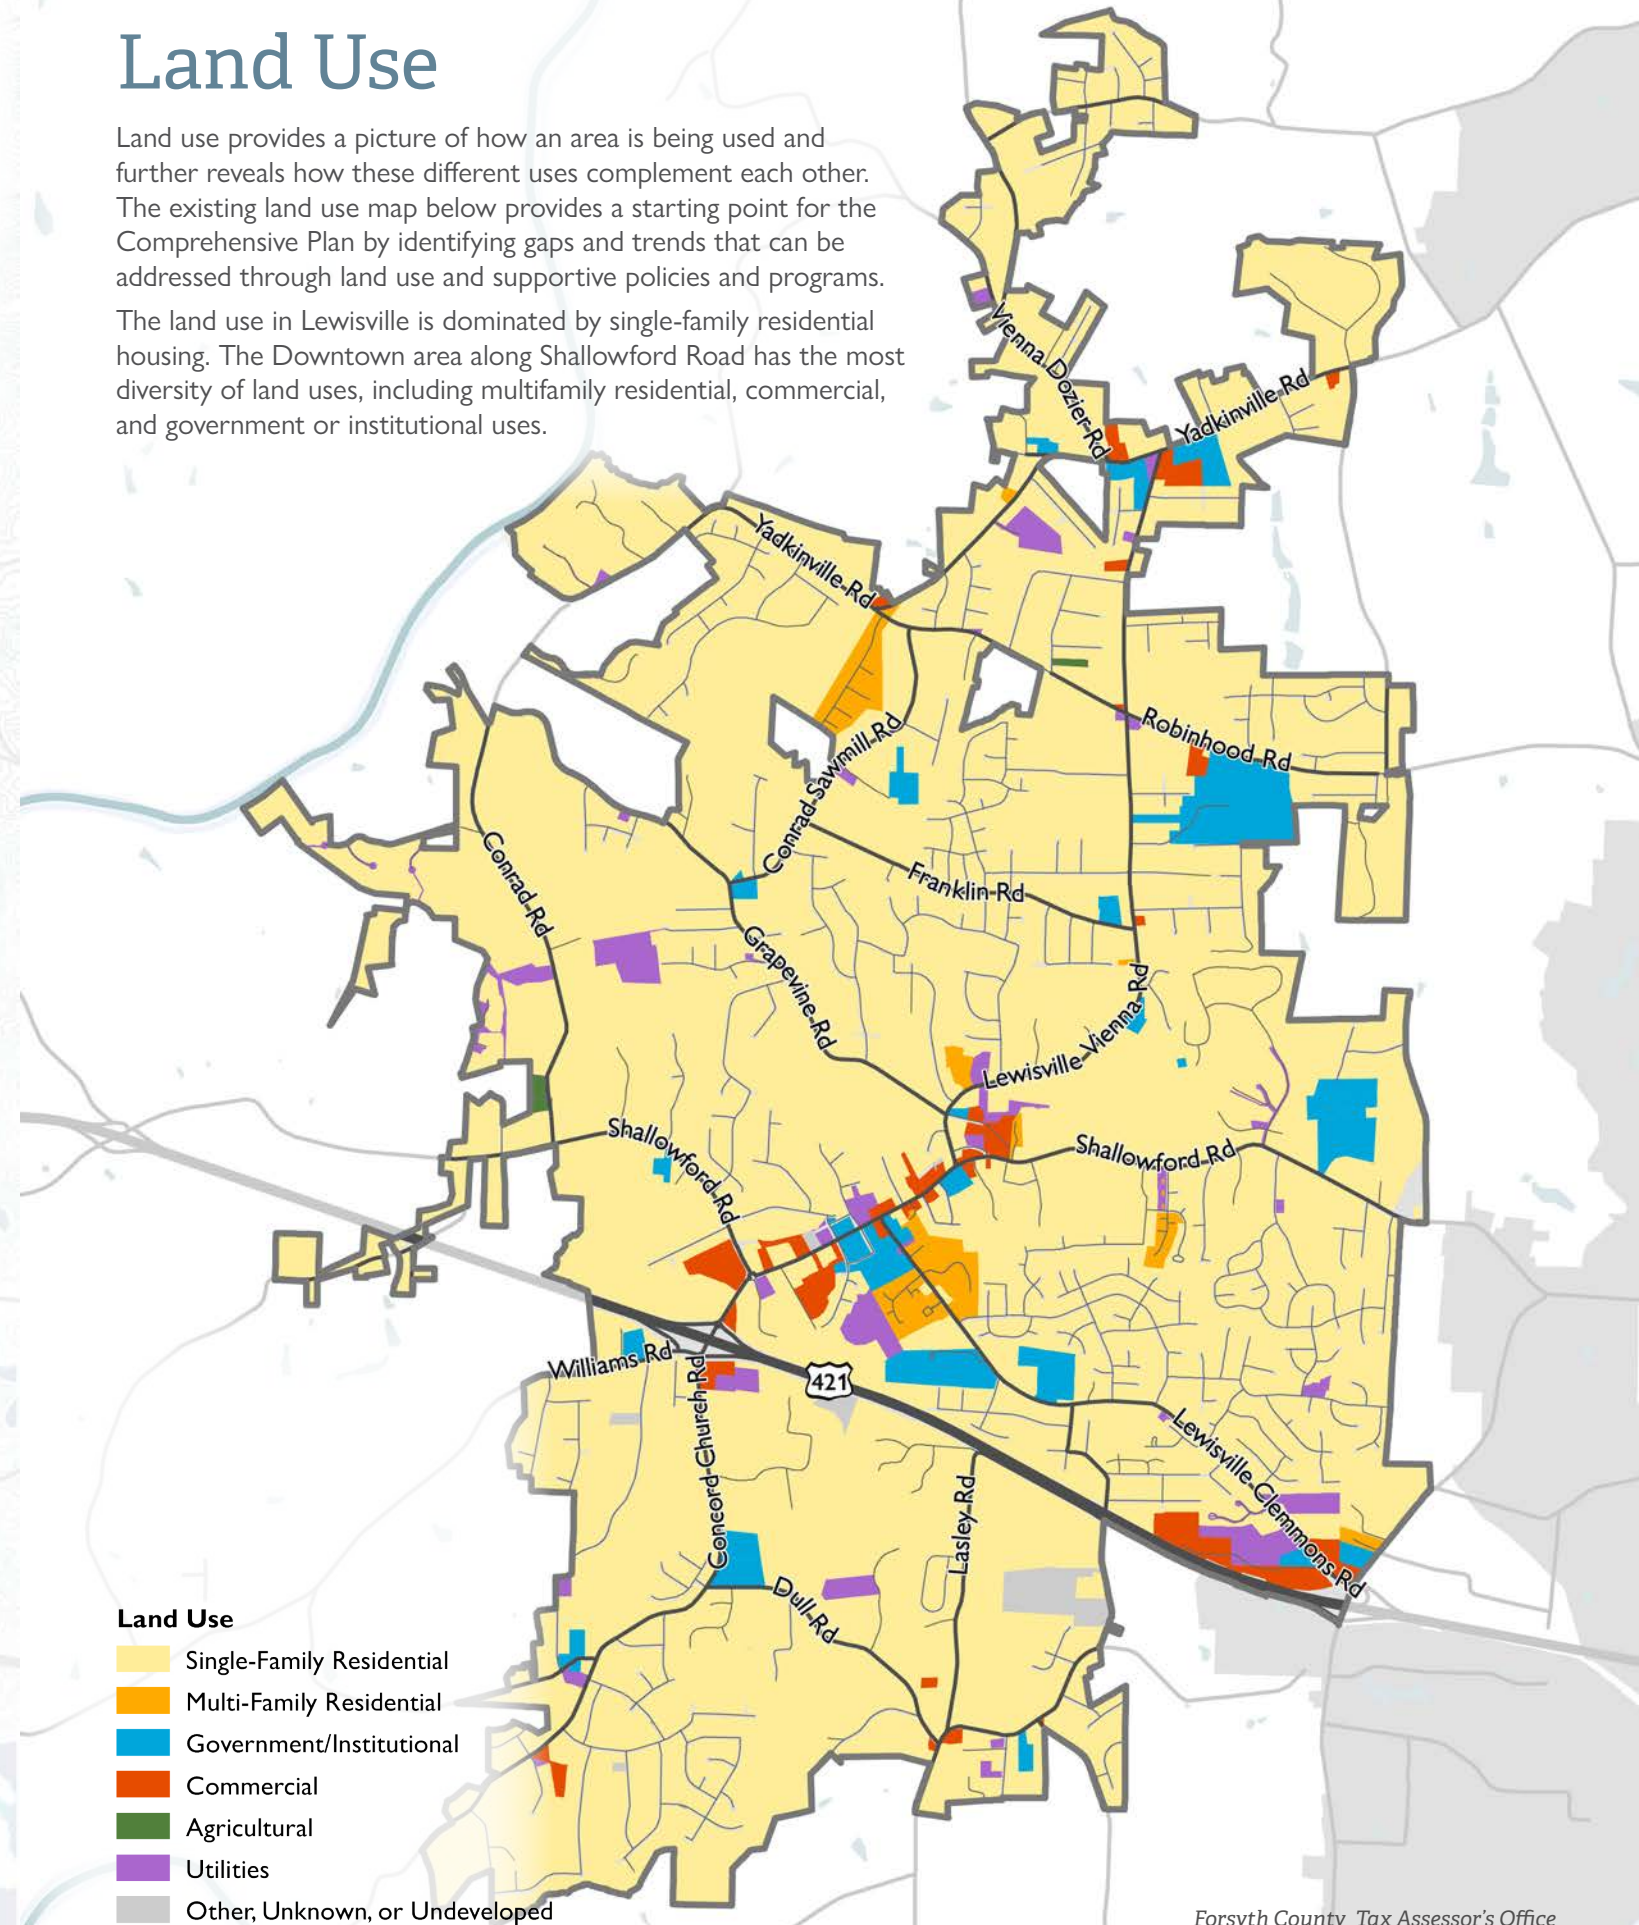 Land Use
Land use provides a picture of how an area is being used and
further reveals how these different uses complement each other.
The existing land use map below provides a starting point for the
Comprehensive Plan by identifying gaps and trends that can be
addressed through land use and supportive policies and programs.
The land use in Lewisville is dominated by single-family residential
housing. The Downtown area along Shallowford Road has the most
diversity of land uses, including multifamily residential, commercial,
and government or institutional uses.
Vienna Dozier Rd
Yadkinville Rd
Yadkinville Rd
Robinhood Rd
Conrad Sawmill Rd
Conrad Rd
Franklin Rd
Grapevine Rd
Lewisville Vienna Rd
Shallowford Rd
Shallowford Rd
Williams Rd
421
Concord Church Rd
Lewisville Clemmons Rd
Lasley Rd
Dull Rd
Land Use
Single-Family Residential
Multi-Family Residential
Government/Institutional
Commercial
Agricultural
Utilities
Other, Unknown, or Undeveloped
Forsyth County, Tax Assessor's Office